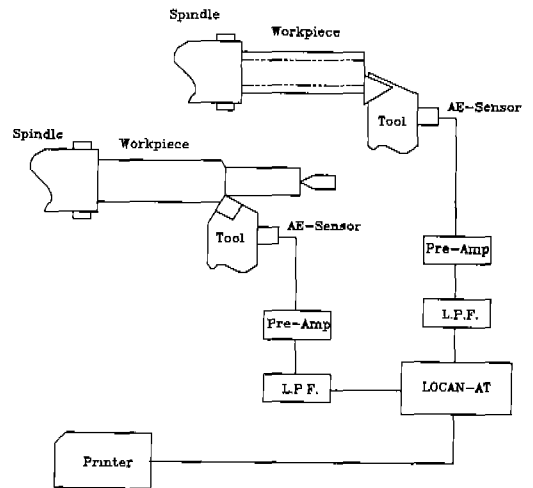 Spindle
Workpiece
AE-Sensor
Tool
Spindle
Workpiece
AE-Sensor
Tool
Pre-Amp
Pre-Amp
L.P.F.
L.P F.
LOCAN-AT
Printer